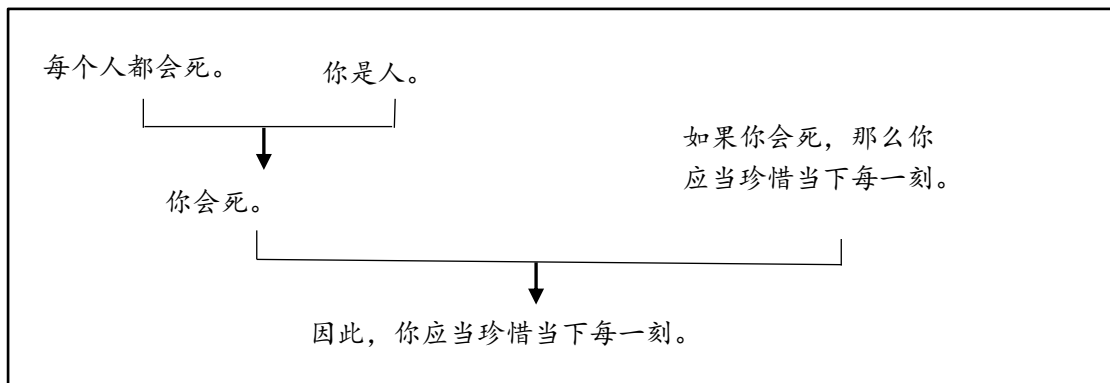 每个人都会死。 你是人。
如果你会死，那么你
应当珍惜当下每一刻。
你会死。
因此，你应当珍惜当下每一刻。